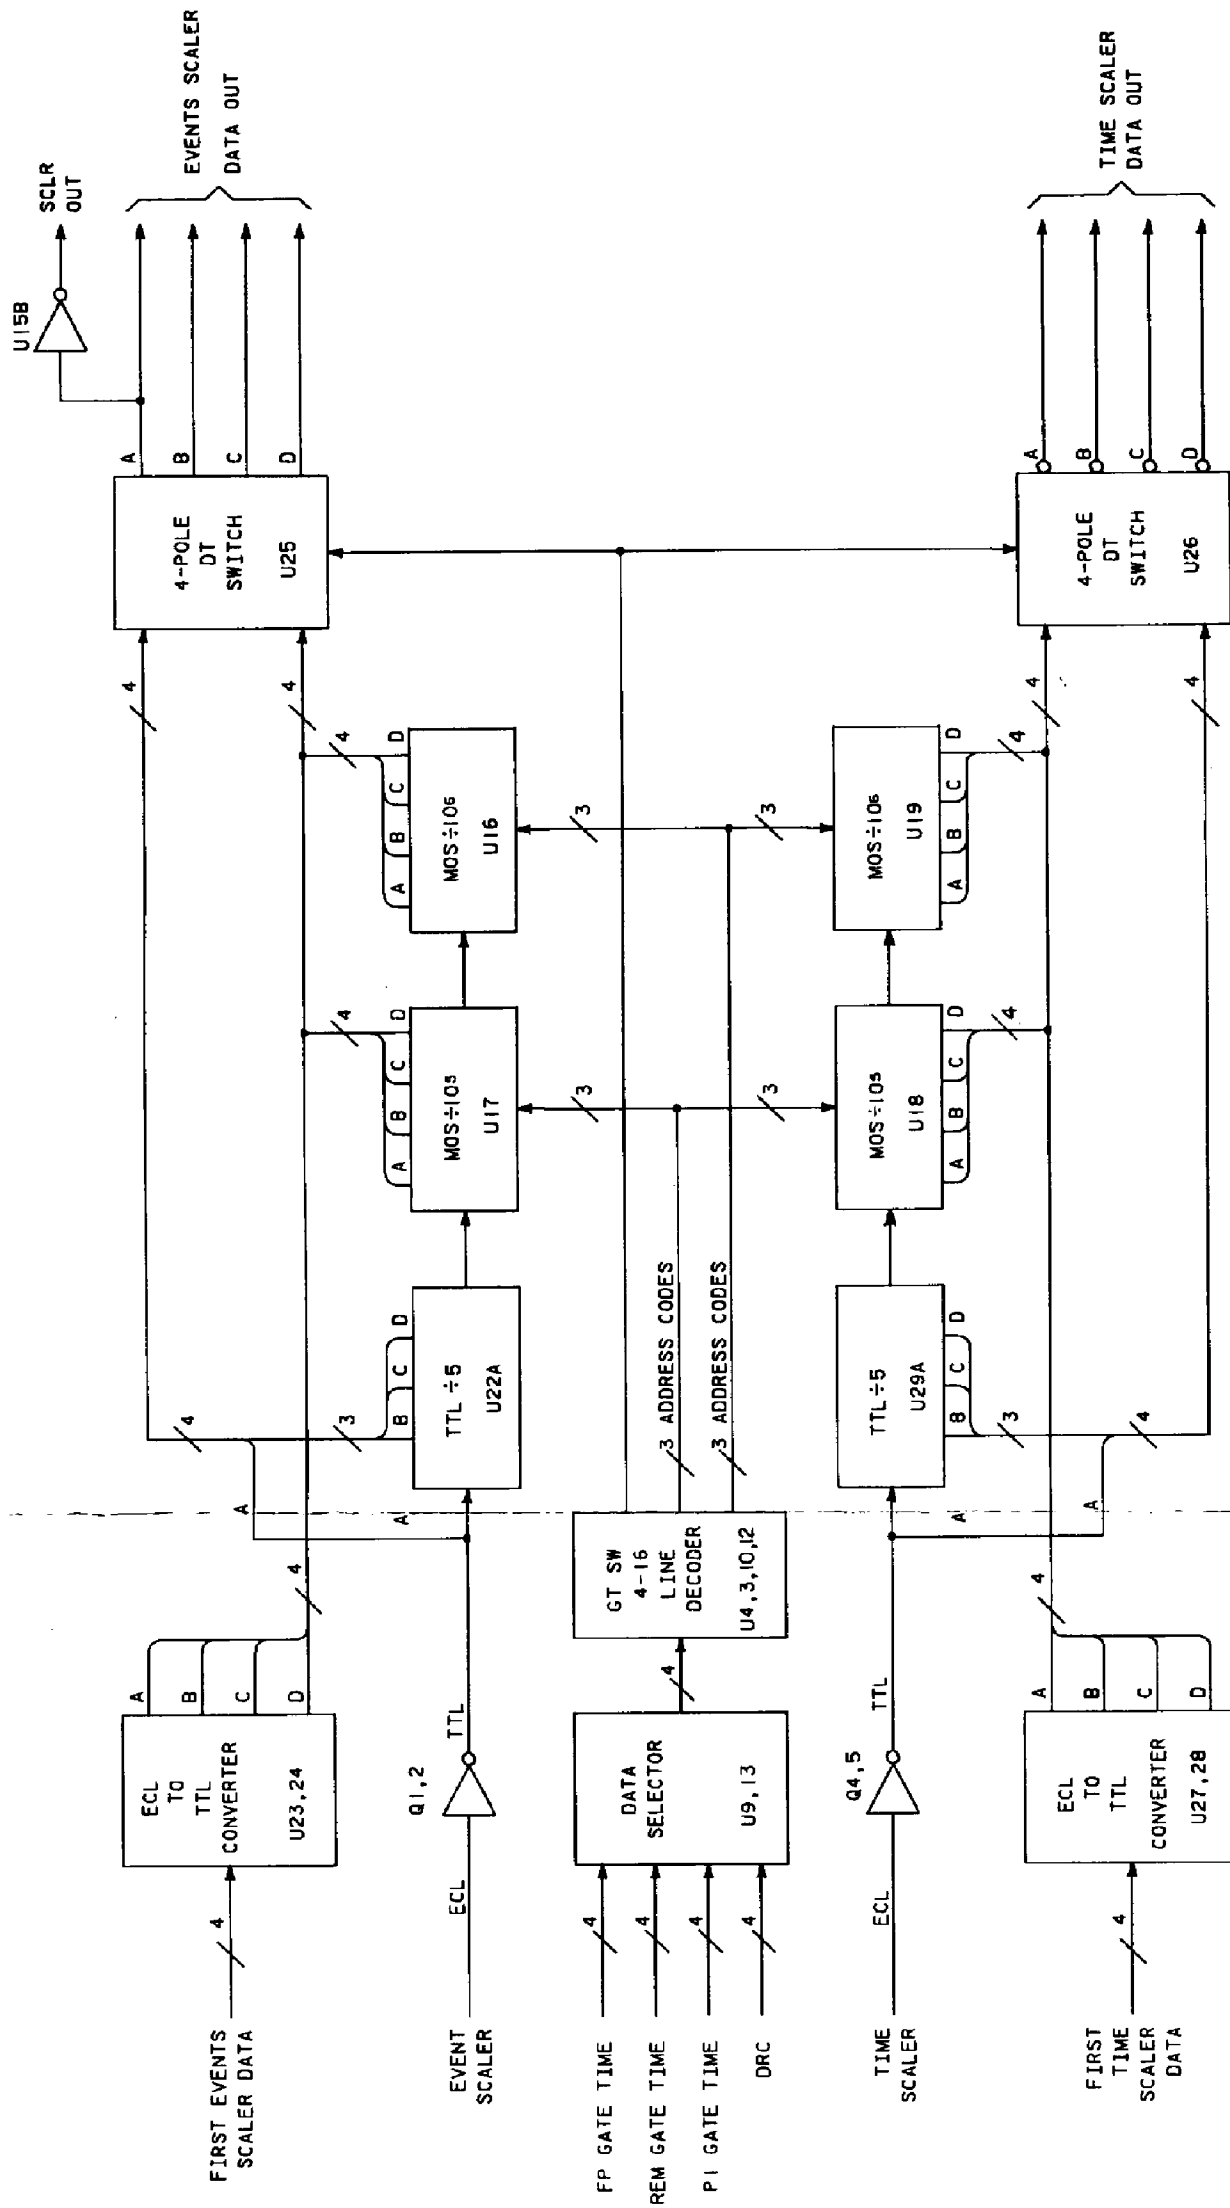 FIRST EVENTS
SCALER DATA
4
ECL
TO
TTL
CONVERTER
U23,24
A
B
C
D
4
A
4
4
4
4-POLE
DT
SWITCH
U25
A
B
C
D
U15B
SCLR
OUT
EVENTS SCALER
DATA OUT
EVENT
SCALER
ECL
Q1,2
TTL
A
3
B
C
D
TTL ÷5
U22A
4
A
B
C
D
MOS÷10⁵
U17
4
A
B
C
D
MOS÷10⁶
U16
FP GATE TIME
4
REM GATE TIME
4
PI GATE TIME
4
DRC
4
DATA
SELECTOR
U9,13
4
GT SW
4-16
LINE
DECODER
U4,3,10,12
3 ADDRESS CODES
3 ADDRESS CODES
3
3
3
3
TIME
SCALER
ECL
Q4,5
TTL
A
TTL ÷5
U29A
B
C
D
3
MOS÷10⁵
U18
A
B
C
D
4
MOS÷10⁶
U19
A
B
C
D
4
FIRST
TIME
SCALER
DATA
4
ECL
TO
TTL
CONVERTER
U27,28
A
B
C
D
4
A
4
4
4
4-POLE
DT
SWITCH
U26
A
B
C
D
TIME SCALER
DATA OUT